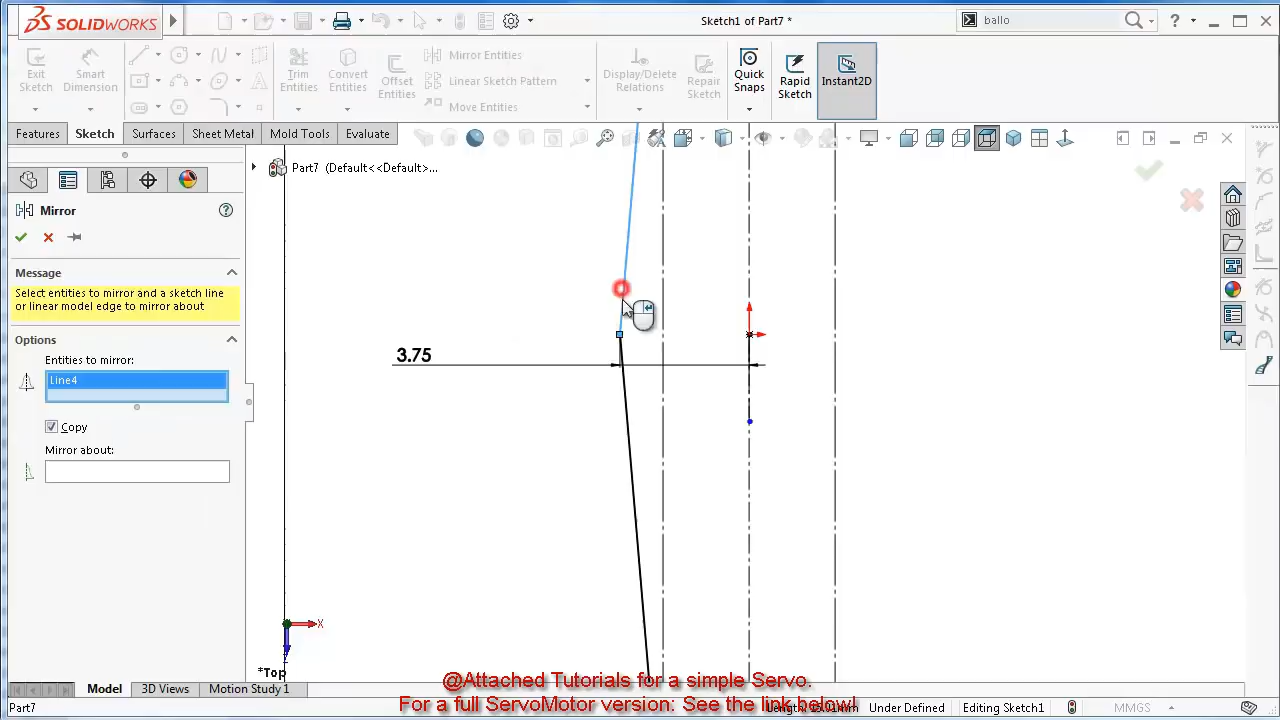 SOLIDWORKS
Sketch1 of Part7 *
ballo
Exit Sketch
Smart Dimension
Trim Entities
Convert Entities
Offset Entities
Mirror Entities
Linear Sketch Pattern
Move Entities
Display/Delete Relations
Repair Sketch
Quick Snaps
Rapid Sketch
Instant2D
Features
Sketch
Surfaces
Sheet Metal
Mold Tools
Evaluate
Part7 (Default<<Default>...
Mirror
Message
Select entities to mirror and a sketch line
or linear model edge to mirror about
Options
Entities to mirror:
Line4
Copy
Mirror about:
3.75
X
Z
*Top
@Attached Tutorials for a simple Servo.
Model
3D Views
Motion Study 1
For a full ServoMotor version: See the link below!
Part7
Under Defined
Editing Sketch1
MMGS